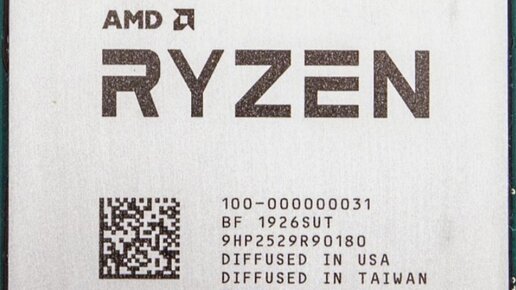 AMD
RYZEN
100-000000031
BF 1926SUT
9HP2529R90180
DIFFUSED IN USA
DIFFUSED IN TAIWAN